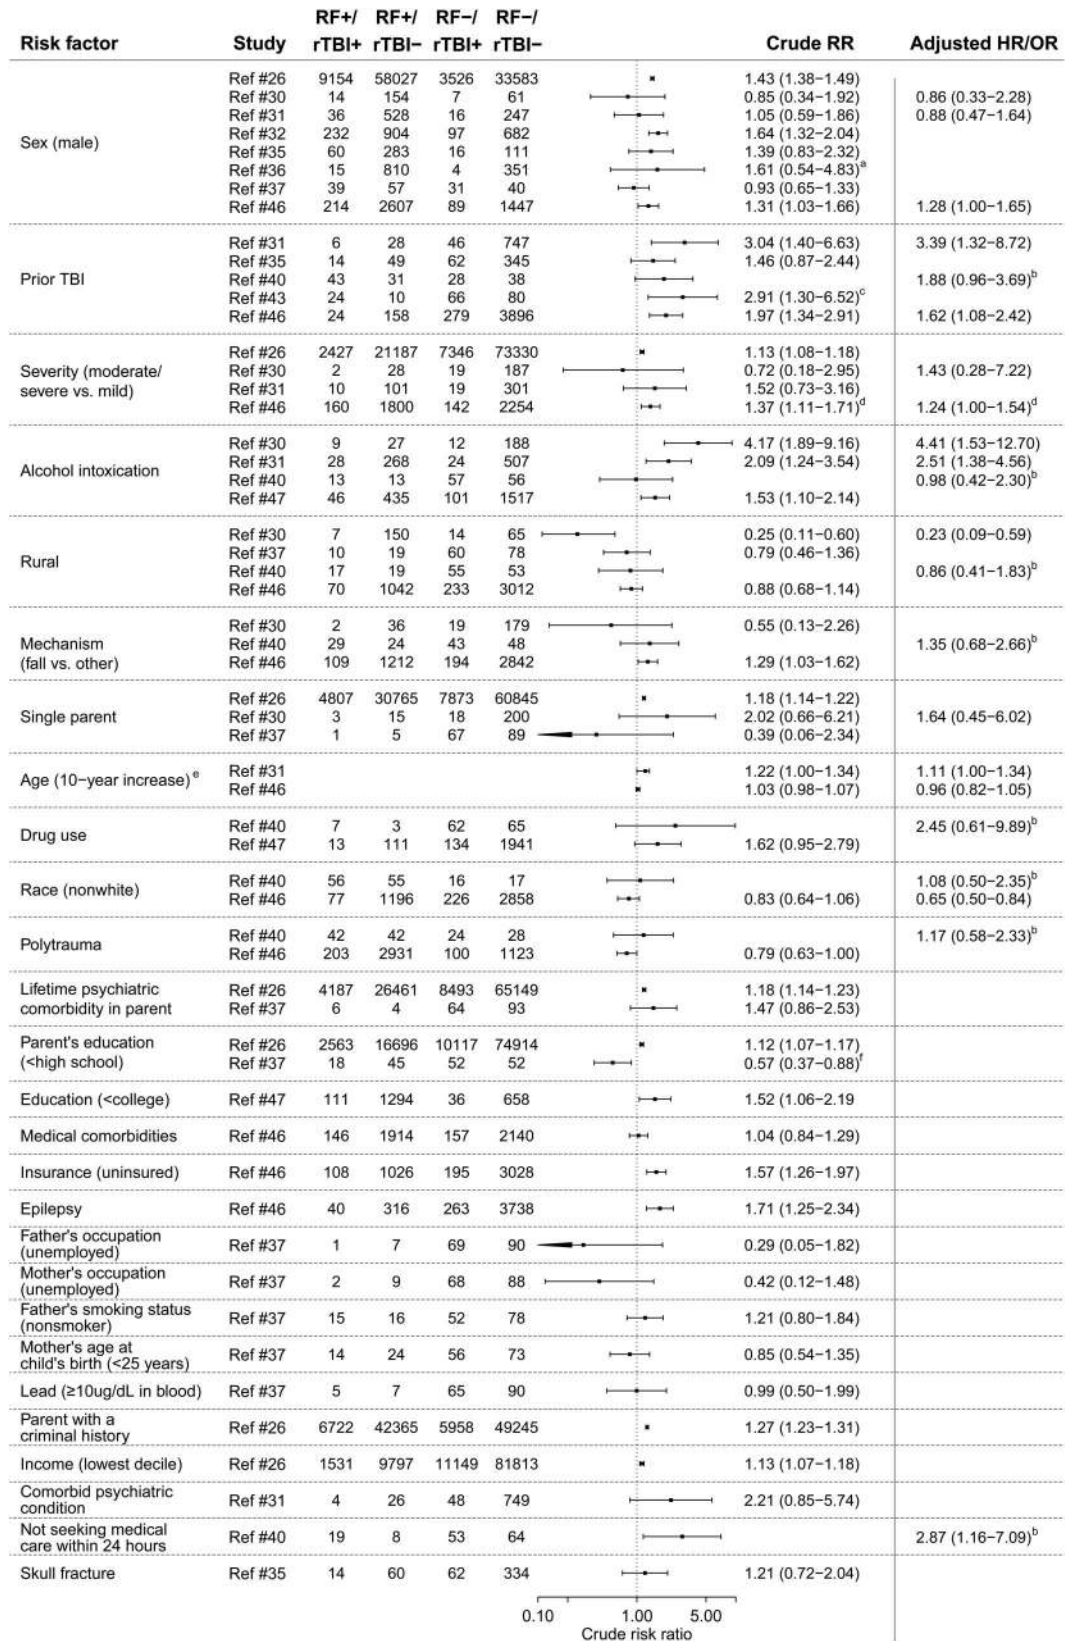 RF+/ RF+/ RF−/ RF−/
Risk factor Study rTBI+ rTBI− rTBI+ rTBI− Crude RR Adjusted HR/OR
Ref #26 9154 58027 3526 33583 1.43 (1.38−1.49)
Ref #30 14 154 7 61 0.85 (0.34−1.92) 0.86 (0.33−2.28)
Ref #31 36 528 16 247 1.05 (0.59−1.86) 0.88 (0.47−1.64)
Ref #32 232 904 97 682 1.64 (1.32−2.04)
Sex (male)
Ref #35 60 283 16 111 1.39 (0.83−2.32)
Ref #36 15 810 4 351 1.61 (0.54−4.83)a
Ref #37 39 57 31 40 0.93 (0.65−1.33)
Ref #46 214 2607 89 1447 1.31 (1.03−1.66) 1.28 (1.00−1.65)
Ref #31 6 28 46 747 3.04 (1.40−6.63) 3.39 (1.32−8.72)
Ref #35 14 49 62 345 1.46 (0.87−2.44)
Prior TBI Ref #40 43 31 28 38 1.88 (0.96−3.69)b
Ref #43 24 10 66 80 2.91 (1.30−6.52)c
Ref #46 24 158 279 3896 1.97 (1.34−2.91) 1.62 (1.08−2.42)
Ref #26 2427 21187 7346 73330 1.13 (1.08−1.18)
Severity (moderate/ Ref #30 2 28 19 187 0.72 (0.18−2.95) 1.43 (0.28−7.22)
severe vs. mild) Ref #31 10 101 19 301 1.52 (0.73−3.16)
Ref #46 160 1800 142 2254 1.37 (1.11−1.71)d 1.24 (1.00−1.54)d
Ref #30 9 27 12 188 4.17 (1.89−9.16) 4.41 (1.53−12.70)
Ref #31 28 268 24 507 2.09 (1.24−3.54) 2.51 (1.38−4.56)
Alcohol intoxication
Ref #40 13 13 57 56 0.98 (0.42−2.30)b
Ref #47 46 435 101 1517 1.53 (1.10−2.14)
Ref #30 7 150 14 65 0.25 (0.11−0.60) 0.23 (0.09−0.59)
Ref #37 10 19 60 78 0.79 (0.46−1.36)
Rural
Ref #40 17 19 55 53 0.86 (0.41−1.83)b
Ref #46 70 1042 233 3012 0.88 (0.68−1.14)
Ref #30 2 36 19 179 0.55 (0.13−2.26)
Mechanism Ref #40 29 24 43 48 1.35 (0.68−2.66)b
(fall vs. other) Ref #46 109 1212 194 2842 1.29 (1.03−1.62)
Ref #26 4807 30765 7873 60845 1.18 (1.14−1.22)
Single parent Ref #30 3 15 18 200 2.02 (0.66−6.21) 1.64 (0.45−6.02)
Ref #37 1 5 67 89 0.39 (0.06−2.34)
Ref #31 1.22 (1.00−1.34) 1.11 (1.00−1.34)
Age (10−year increase)e
Ref #46 1.03 (0.98−1.07) 0.96 (0.82−1.05)
Ref #40 7 3 62 65 2.45 (0.61−9.89)b
Drug use
Ref #47 13 111 134 1941 1.62 (0.95−2.79)
Ref #40 56 55 16 17 1.08 (0.50−2.35)b
Race (nonwhite)
Ref #46 77 1196 226 2858 0.83 (0.64−1.06) 0.65 (0.50−0.84)
Ref #40 42 42 24 28 1.17 (0.58−2.33)b
Polytrauma
Ref #46 203 2931 100 1123 0.79 (0.63−1.00)
Lifetime psychiatric Ref #26 4187 26461 8493 65149 1.18 (1.14−1.23)
comorbidity in parent Ref #37 6 4 64 93 1.47 (0.86−2.53)
Parent's education Ref #26 2563 16696 10117 74914 1.12 (1.07−1.17)
(<high school) Ref #37 18 45 52 52 0.57 (0.37−0.88)f
Education (<college) Ref #47 111 1294 36 658 1.52 (1.06−2.19
Medical comorbidities Ref #46 146 1914 157 2140 1.04 (0.84−1.29)
Insurance (uninsured) Ref #46 108 1026 195 3028 1.57 (1.26−1.97)
Epilepsy Ref #46 40 316 263 3738 1.71 (1.25−2.34)
Father's occupation
(unemployed) Ref #37 1 7 69 90 0.29 (0.05−1.82)
Mother's occupation
(unemployed) Ref #37 2 9 68 88 0.42 (0.12−1.48)
Father's smoking status
(nonsmoker) Ref #37 15 16 52 78 1.21 (0.80−1.84)
Mother's age at
child's birth (<25 years) Ref #37 14 24 56 73 0.85 (0.54−1.35)
Lead (≥10ug/dL in blood) Ref #37 5 7 65 90 0.99 (0.50−1.99)
Parent with a
criminal history Ref #26 6722 42365 5958 49245 1.27 (1.23−1.31)
Income (lowest decile) Ref #26 1531 9797 11149 81813 1.13 (1.07−1.18)
Comorbid psychiatric
condition Ref #31 4 26 48 749 2.21 (0.85−5.74)
Not seeking medical
care within 24 hours Ref #40 19 8 53 64 2.87 (1.16−7.09)b
Skull fracture Ref #35 14 60 62 334 1.21 (0.72−2.04)
0.10 1.00 5.00
Crude risk ratio